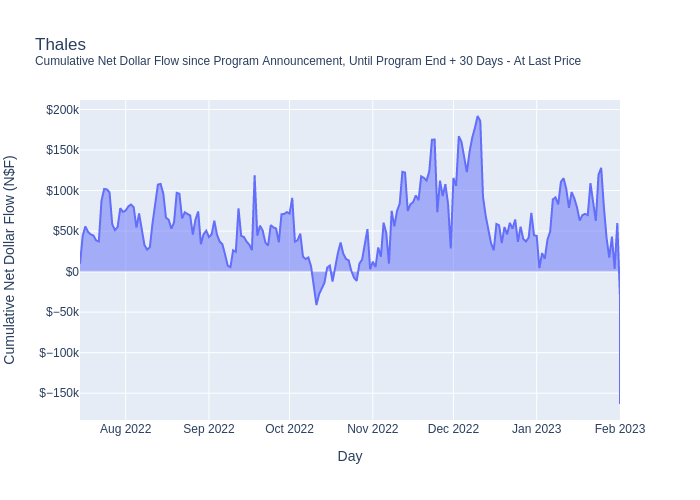 Thales
Cumulative Net Dollar Flow since Program Announcement, Until Program End + 30 Days - At Last Price
Cumulative Net Dollar Flow (N$F)
$200k
$150k
$100k
$50k
$0
$−50k
$−100k
$−150k
Aug 2022
Sep 2022
Oct 2022
Nov 2022
Dec 2022
Jan 2023
Feb 2023
Day